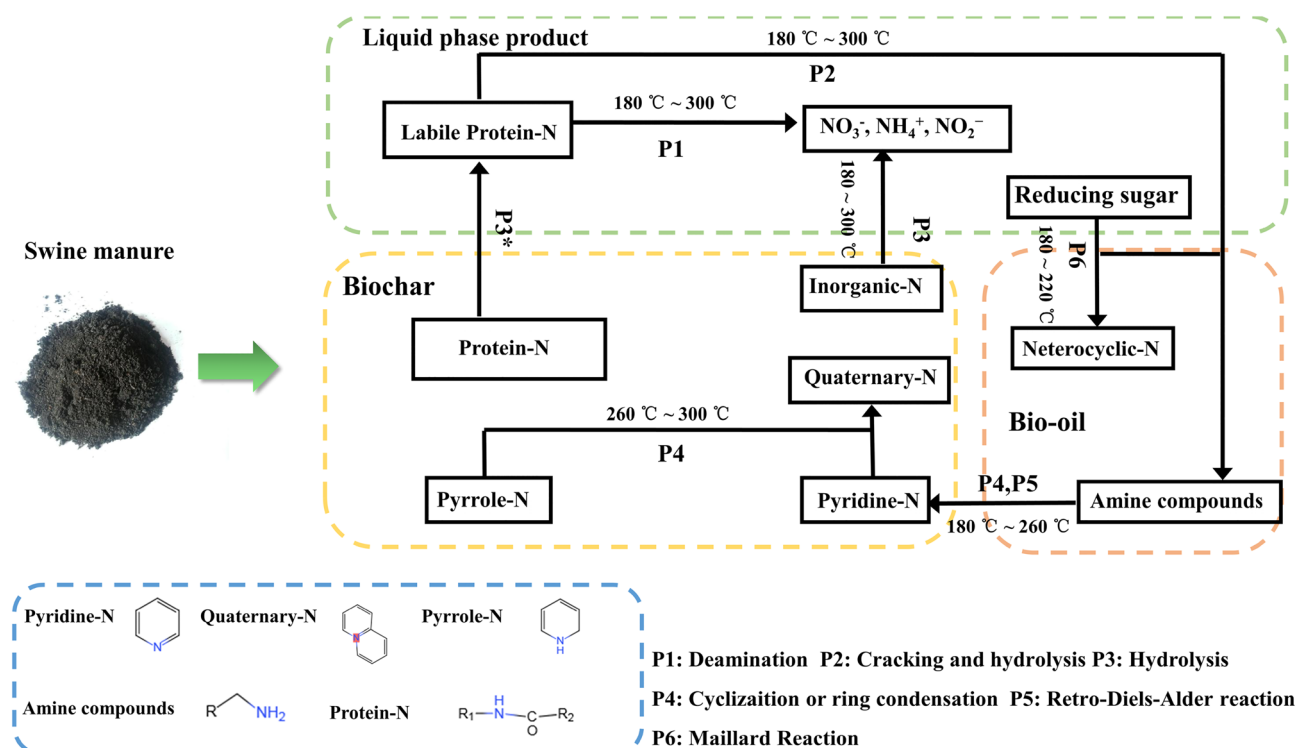 Liquid phase product
180 ℃ ~ 300 ℃
P2
Labile Protein-N
180 ℃ ~ 300 ℃
P1
NO₃⁻, NH₄⁺, NO₂⁻
Reducing sugar
P3*
180 ~ 300℃
P3
180 ~ 220℃
P6
Swine manure
Biochar
Inorganic-N
Protein-N
Neterocyclic-N
Quaternary-N
260 ℃ ~ 300 ℃
P4
Bio-oil
Pyrrole-N
Pyridine-N
P4,P5
180 ℃ ~ 260 ℃
Amine compounds
Pyridine-N
N
Quaternary-N
N
Pyrrole-N
N
H
Amine compounds
R
NH₂
Protein-N
R₁
H
N
C
O
R₂
P1: Deamination P2: Cracking and hydrolysis P3: Hydrolysis
P4: Cyclizaition or ring condensation P5: Retro-Diels-Alder reaction
P6: Maillard Reaction